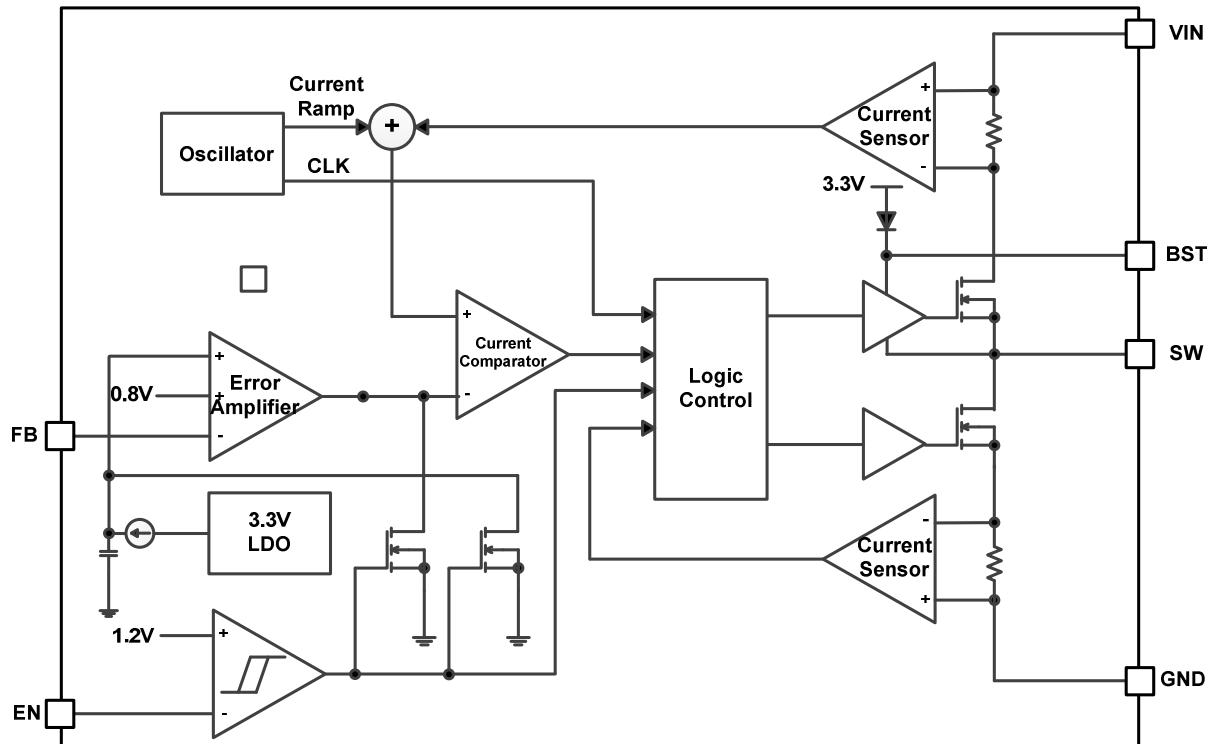 VIN
Current
Ramp
+
+
Current
Sensor
-
Oscillator
CLK
3.3V
BST
+
Current
Comparator
-
SW
Logic
Control
+
0.8V
+
Error
Amplifier
-
FB
3.3V
LDO
-
Current
Sensor
+
1.2V
+
-
EN
GND